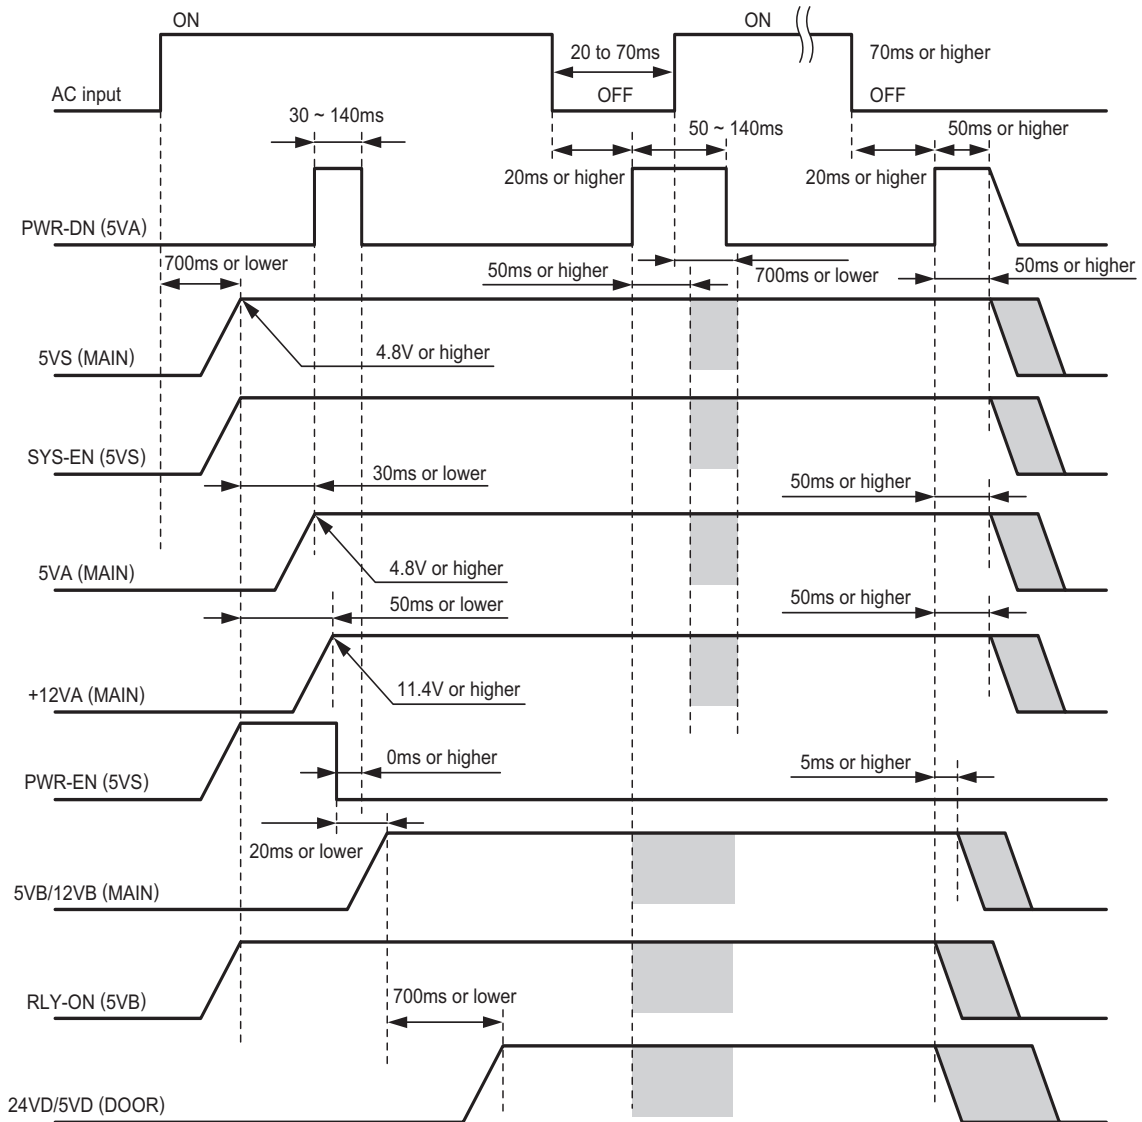 ON
ON
20 to 70ms
70ms or higher
AC input
OFF
OFF
30 ~ 140ms
50 ~ 140ms
50ms or higher
20ms or higher
20ms or higher
PWR-DN (5VA)
700ms or lower
50ms or higher
700ms or lower
50ms or higher
5VS (MAIN)
4.8V or higher
SYS-EN (5VS)
30ms or lower
50ms or higher
5VA (MAIN)
4.8V or higher
50ms or lower
50ms or higher
+12VA (MAIN)
11.4V or higher
PWR-EN (5VS)
0ms or higher
5ms or higher
20ms or lower
5VB/12VB (MAIN)
RLY-ON (5VB)
700ms or lower
24VD/5VD (DOOR)